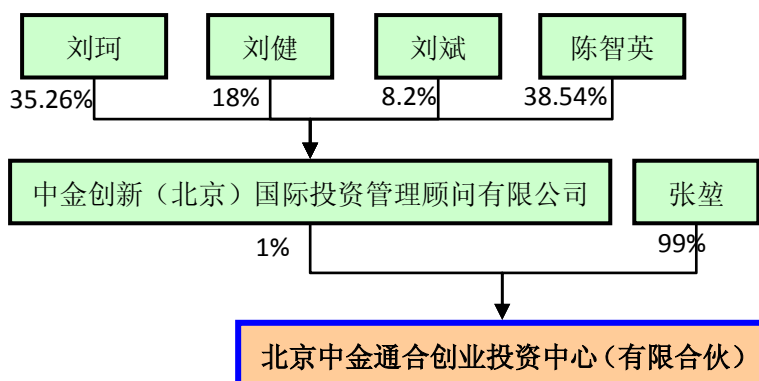 刘珂 刘健 刘斌 陈智英
35.26% 18% 8.2% 38.54%
中金创新（北京）国际投资管理顾问有限公司 张堃
1% 99%
北京中金通合创业投资中心（有限合伙）